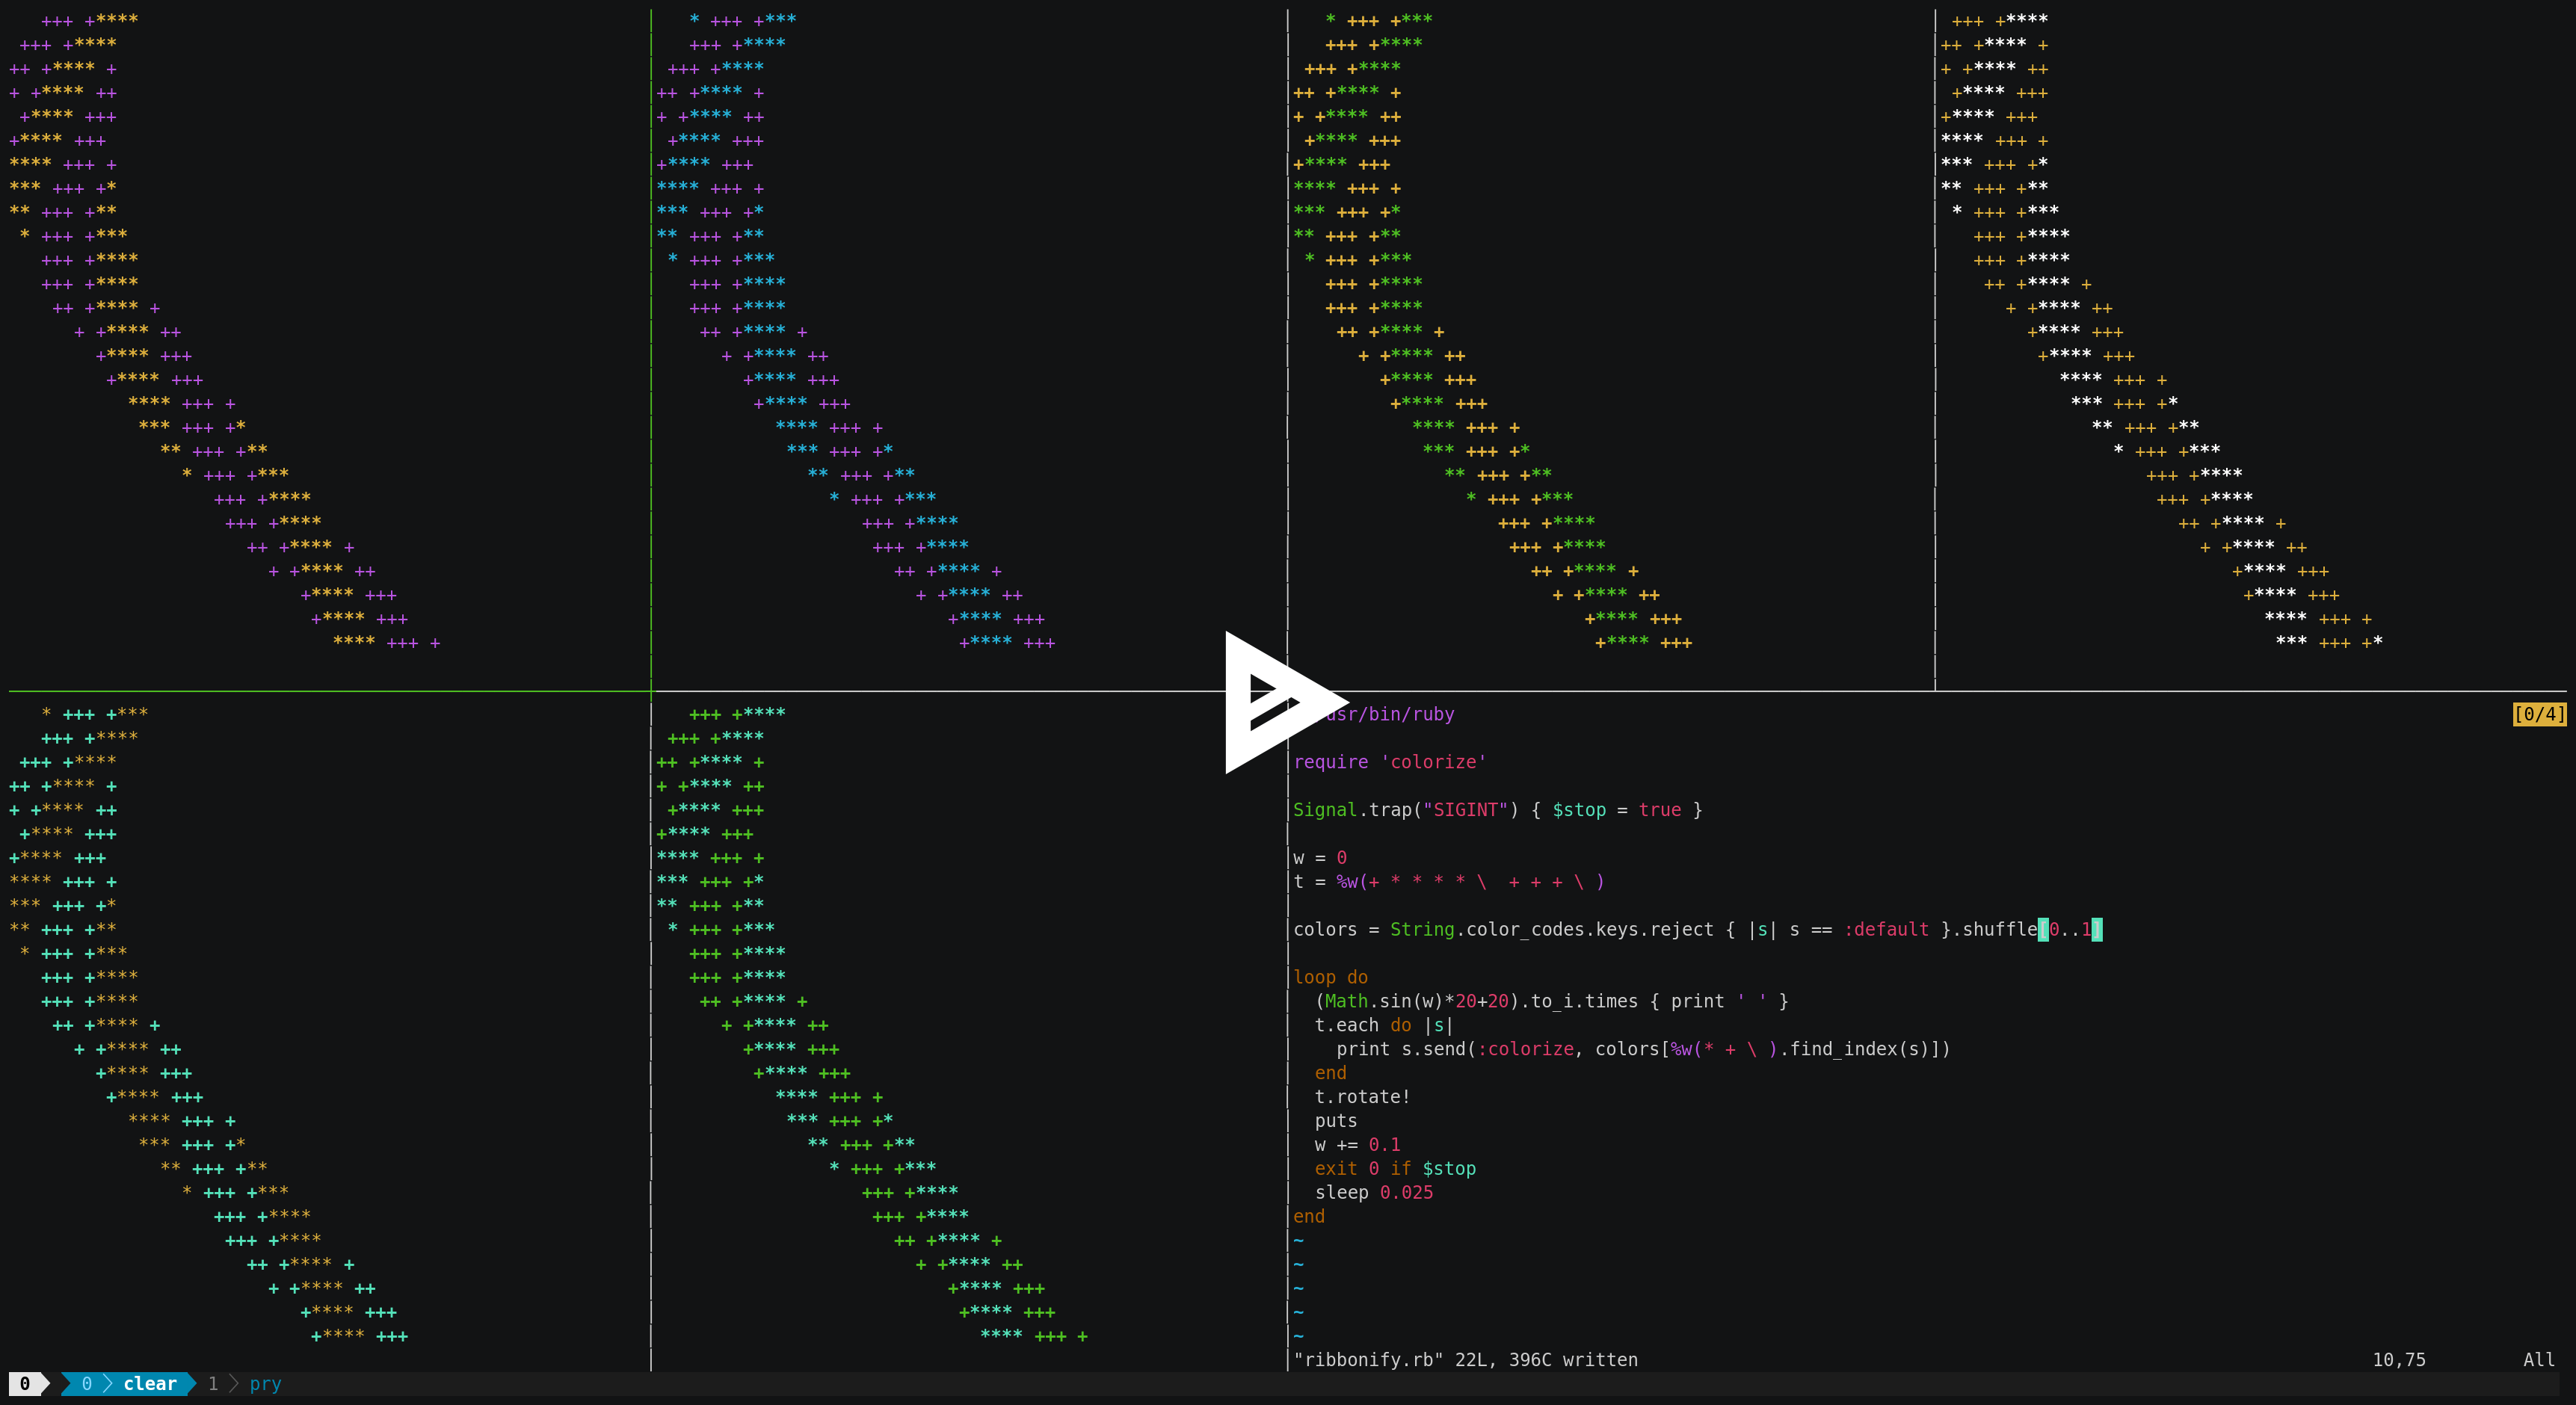 usr/bin/ruby
[0/4]
require 'colorize'
Signal.trap("SIGINT") { $stop = true }
w = 0
t = %w(+ * * * * \  + + + \ )
colors = String.color_codes.keys.reject { |s| s == :default }.shuffle[0..1]
loop do
  (Math.sin(w)*20+20).to_i.times { print ' ' }
  t.each do |s|
    print s.send(:colorize, colors[%w(* + \ ).find_index(s)])
  end
  t.rotate!
  puts
  w += 0.1
  exit 0 if $stop
  sleep 0.025
end
~
~
~
~
~
"ribbonify.rb" 22L, 396C written 10,75 All
0 0 clear 1 pry